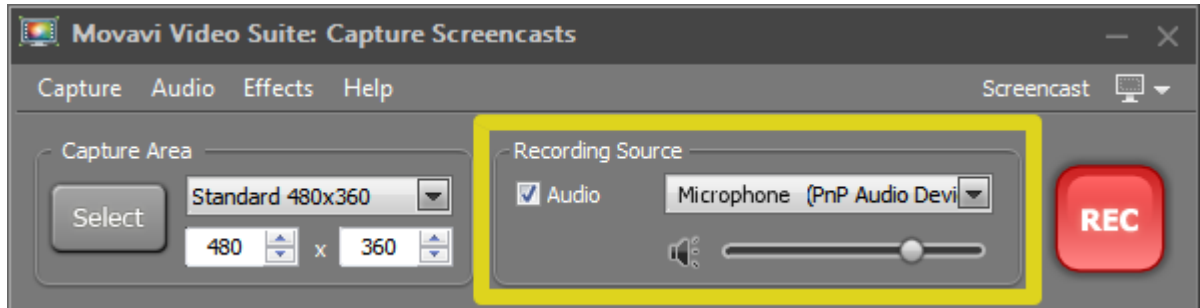 Movavi Video Suite: Capture Screencasts
Capture Audio Effects Help Screencast
Capture Area
Select
Standard 480x360
480 x 360
Recording Source
Audio
Microphone (PnP Audio Devi
REC